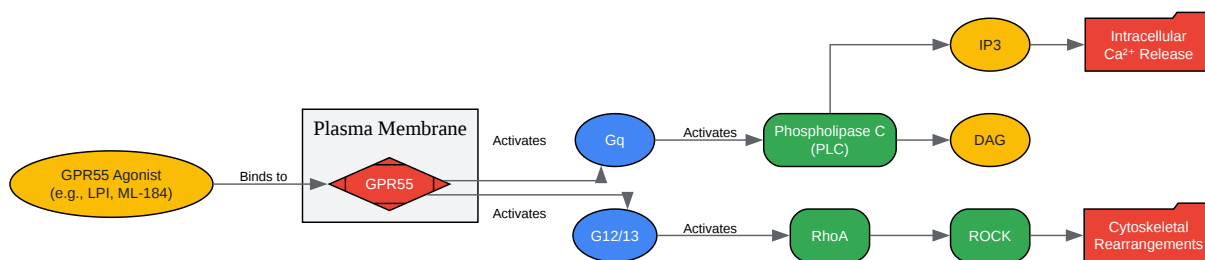 IP3
Intracellular
Ca²⁺ Release
Plasma Membrane
Activates
Gq
Activates
Phospholipase C
(PLC)
DAG
GPR55 Agonist
(e.g., LPI, ML-184)
Binds to
GPR55
Activates
G12/13
Activates
RhoA
ROCK
Cytoskeletal
Rearrangements